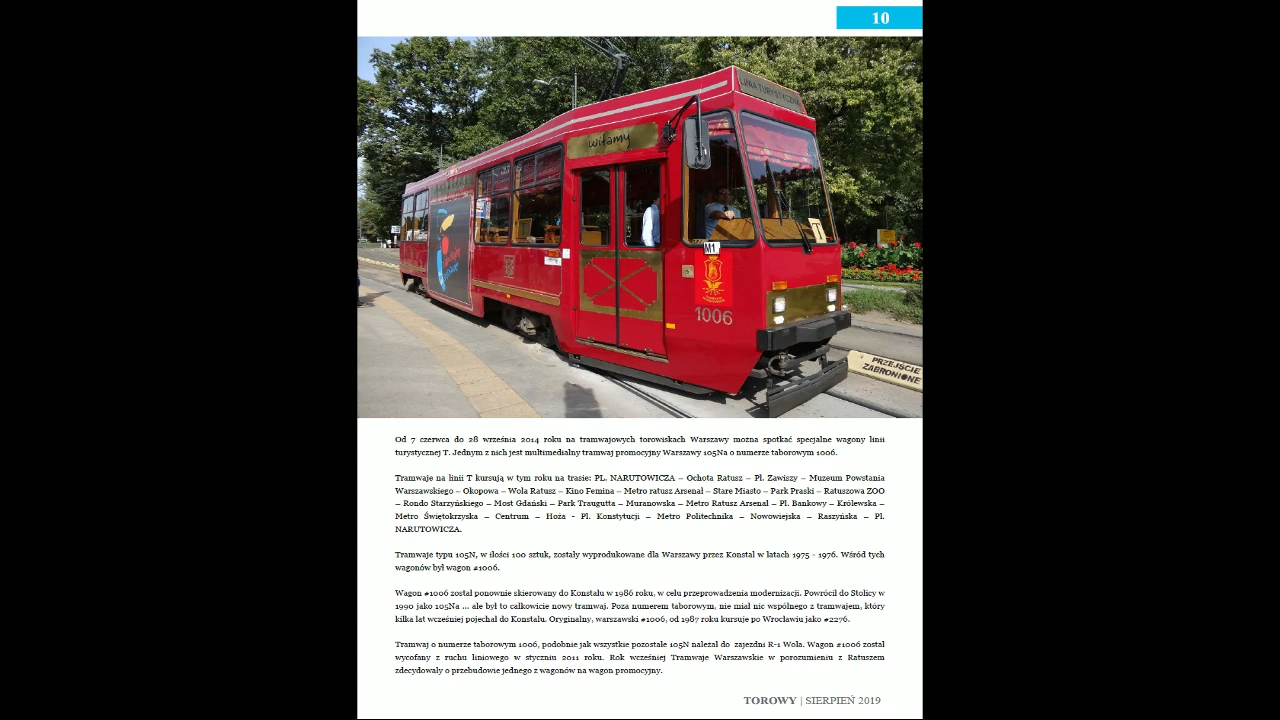 10
LINIA TURYSTYCZNA
witamy
M1
1006
PRZEJŚCIE
ZABRONIONE
T
Od 7 czerwca do 28 września 2014 roku na tramwajowych torowiskach Warszawy można spotkać specjalne wagony linii
turystycznej T. Jednym z nich jest multimedialny tramwaj promocyjny Warszawy 105Na o numerze taborowym 1006.
Tramwaje na linii T kursują w tym roku na trasie: PL. NARUTOWICZA – Ochota Ratusz – Pl. Zawiszy – Muzeum Powstania
Warszawskiego – Okopowa – Wola Ratusz – Kino Femina – Metro ratusz Arsenał – Stare Miasto – Park Praski – Ratuszowa ZOO
– Rondo Starzyńskiego – Most Gdański – Park Traugutta – Muranowska – Metro Ratusz Arsenał – Pl. Bankowy – Królewska –
Metro Świętokrzyska – Centrum – Hoża - Pl. Konstytucji – Metro Politechnika – Nowowiejska – Raszyńska – Pl.
NARUTOWICZA.
Tramwaje typu 105N, w ilości 100 sztuk, zostały wyprodukowane dla Warszawy przez Konstal w latach 1975 - 1976. Wśród tych
wagonów był wagon #1006.
Wagon #1006 został ponownie skierowany do Konstalu w 1986 roku, w celu przeprowadzenia modernizacji. Powrócił do Stolicy w
1990 jako 105Na ... ale był to całkowicie nowy tramwaj. Poza numerem taborowym, nie miał nic wspólnego z tramwajem, który
kilka lat wcześniej pojechał do Konstalu. Oryginalny, warszawski #1006, od 1987 roku kursuje po Wrocławiu jako #2276.
Tramwaj o numerze taborowym 1006, podobnie jak wszystkie pozostałe 105N należał do zajezdni R-1 Wola. Wagon #1006 został
wycofany z ruchu liniowego w styczniu 2011 roku. Rok wcześniej Tramwaje Warszawskie w porozumieniu z Ratuszem
zdecydowały o przebudowie jednego z wagonów na wagon promocyjny.
TOROWY | SIERPIEŃ 2019